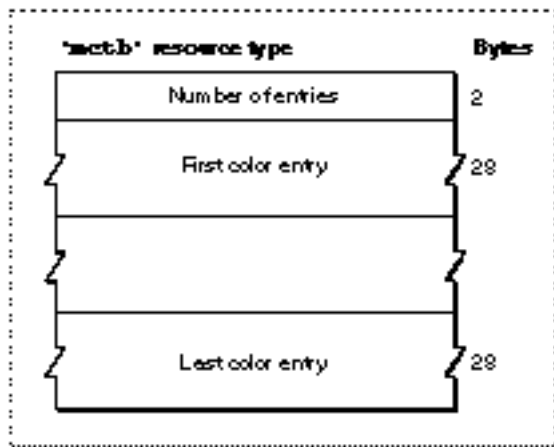 'mctb' resource type Bytes
Number of entries 2
First color entry 28
Last color entry 28